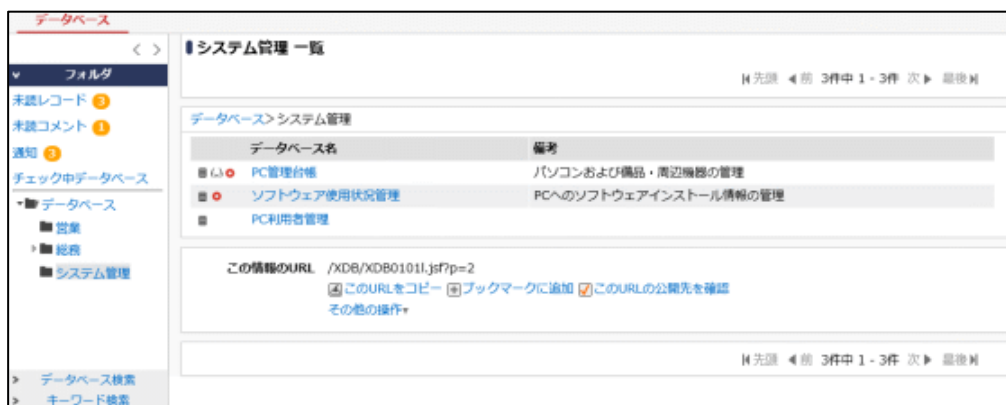 データベース
< >
フォルダ
未読レコード 3
未読コメント 1
通知 3
チェック中データベース
データベース
営業
総務
システム管理
データベース検索
キーワード検索
システム管理 一覧
先頭 前 3件中 1 - 3件 次 最後
データベース>システム管理
データベース名 備考
PC管理台帳 パソコンおよび備品・周辺機器の管理
ソフトウェア使用状況管理 PCへのソフトウェアインストール情報の管理
PC利用者管理
この情報のURL /XDB/XDB0101l.jsf?p=2
このURLをコピー ブックマークに追加 このURLの公開先を確認
その他の操作▾
先頭 前 3件中 1 - 3件 次 最後